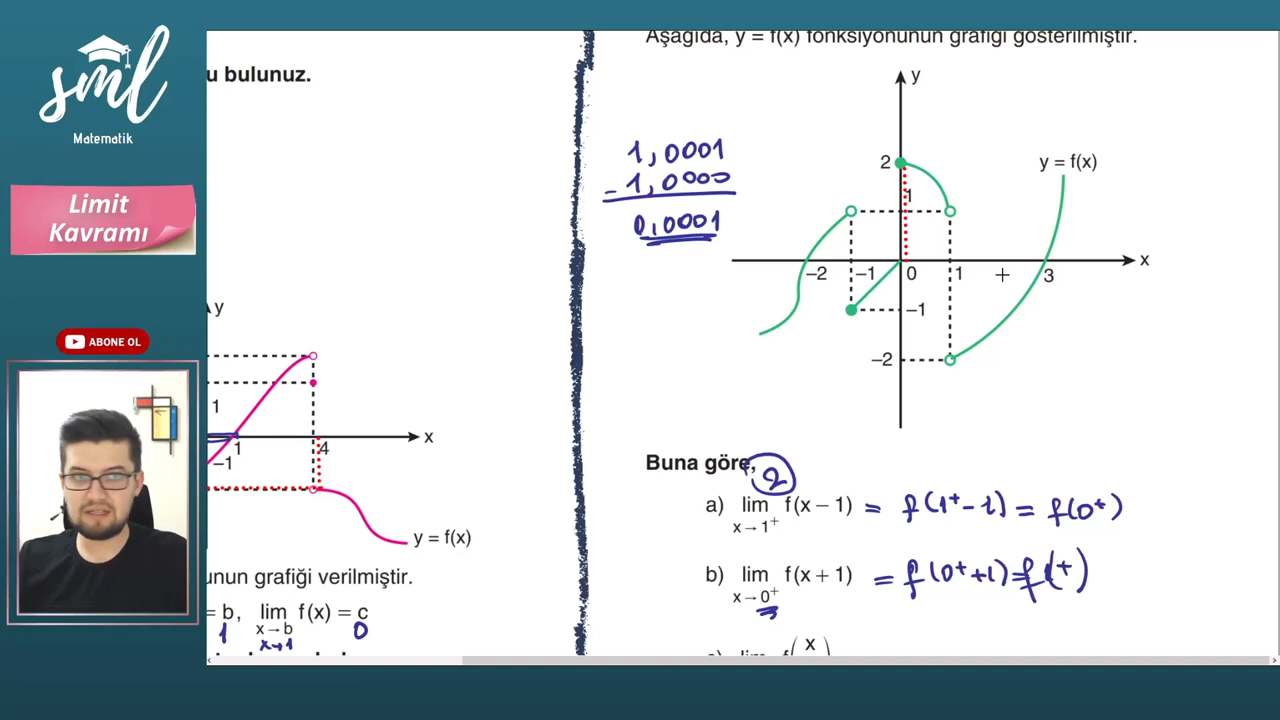 sml
Matematik
Limit
Kavramı
ABONE OL
u bulunuz.
y
1
1
4
x
−1
y = f(x)
unun grafiği verilmiştir.
= b, lim f(x) = c
x→b
1
x→1
0
Aşağıda, y = f(x) fonksiyonunun grafiği gösterilmiştir.
1,0001
- 1,0000
0,0001
y
2
y = f(x)
1
−2
−1
0
1
3
x
−1
−2
Buna göre,
2
a) lim f(x − 1) = f(1⁺-1) = f(0⁺)
x→1⁺
b) lim f(x + 1) = f(0⁺+1) = f(1⁺)
x→0⁺
x